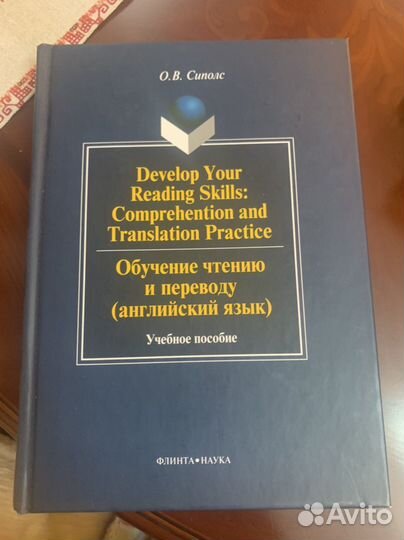 О.В. Сиполс
Develop Your
Reading Skills:
Comprehention and
Translation Practice
Обучение чтению
и переводу
(английский язык)
Учебное пособие
ФЛИНТА•НАУКА
Avito